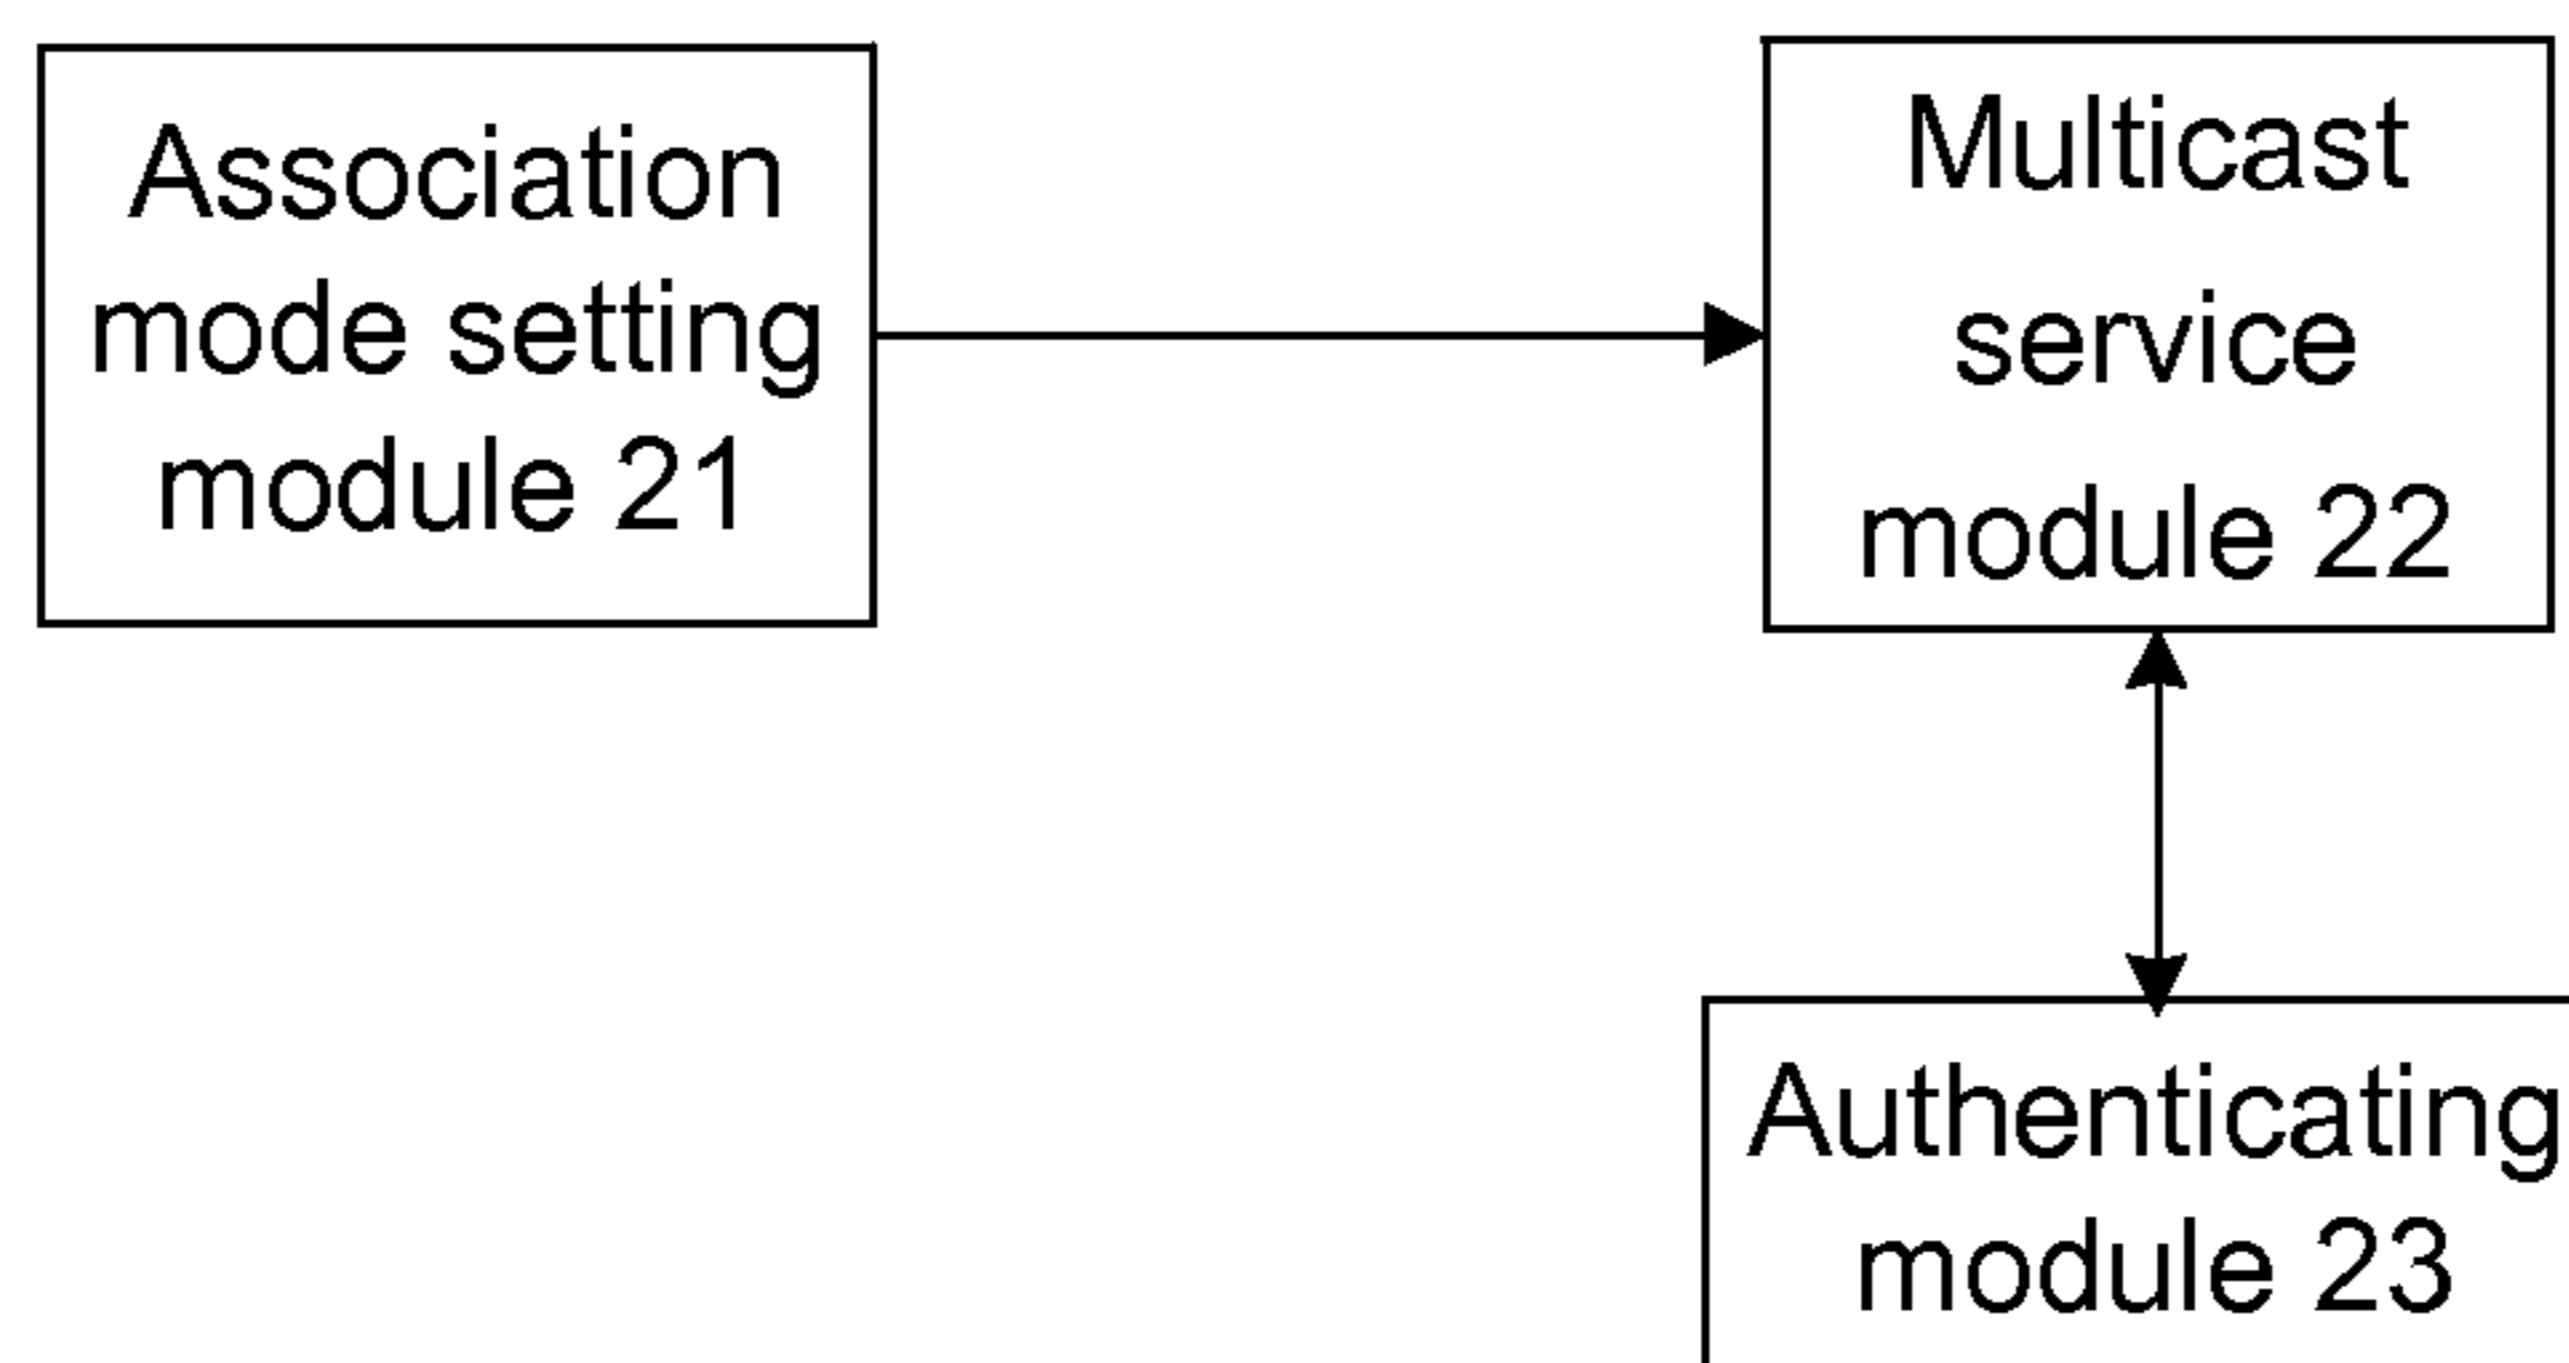 Association
mode setting
module 21
Multicast
service
module 22
Authenticating
module 23